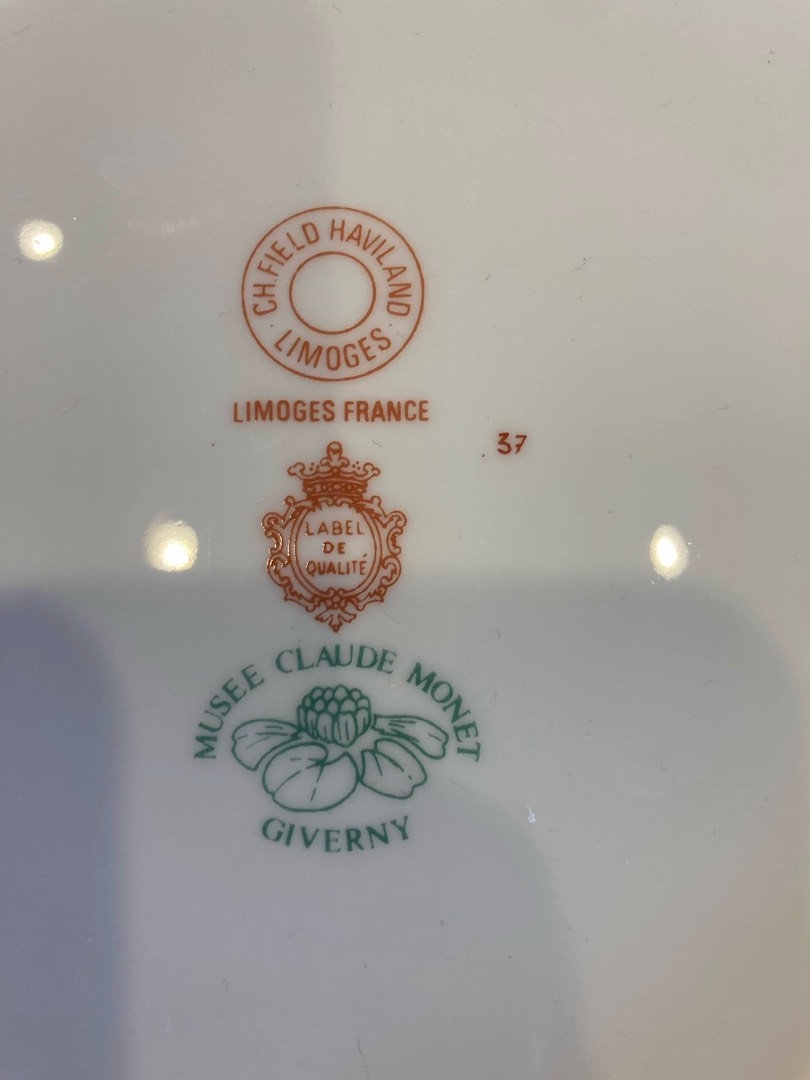 CH. FIELD HAVILAND
LIMOGES
LIMOGES FRANCE
37
LABEL
DE
QUALITÉ
MUSEE CLAUDE MONET
GIVERNY